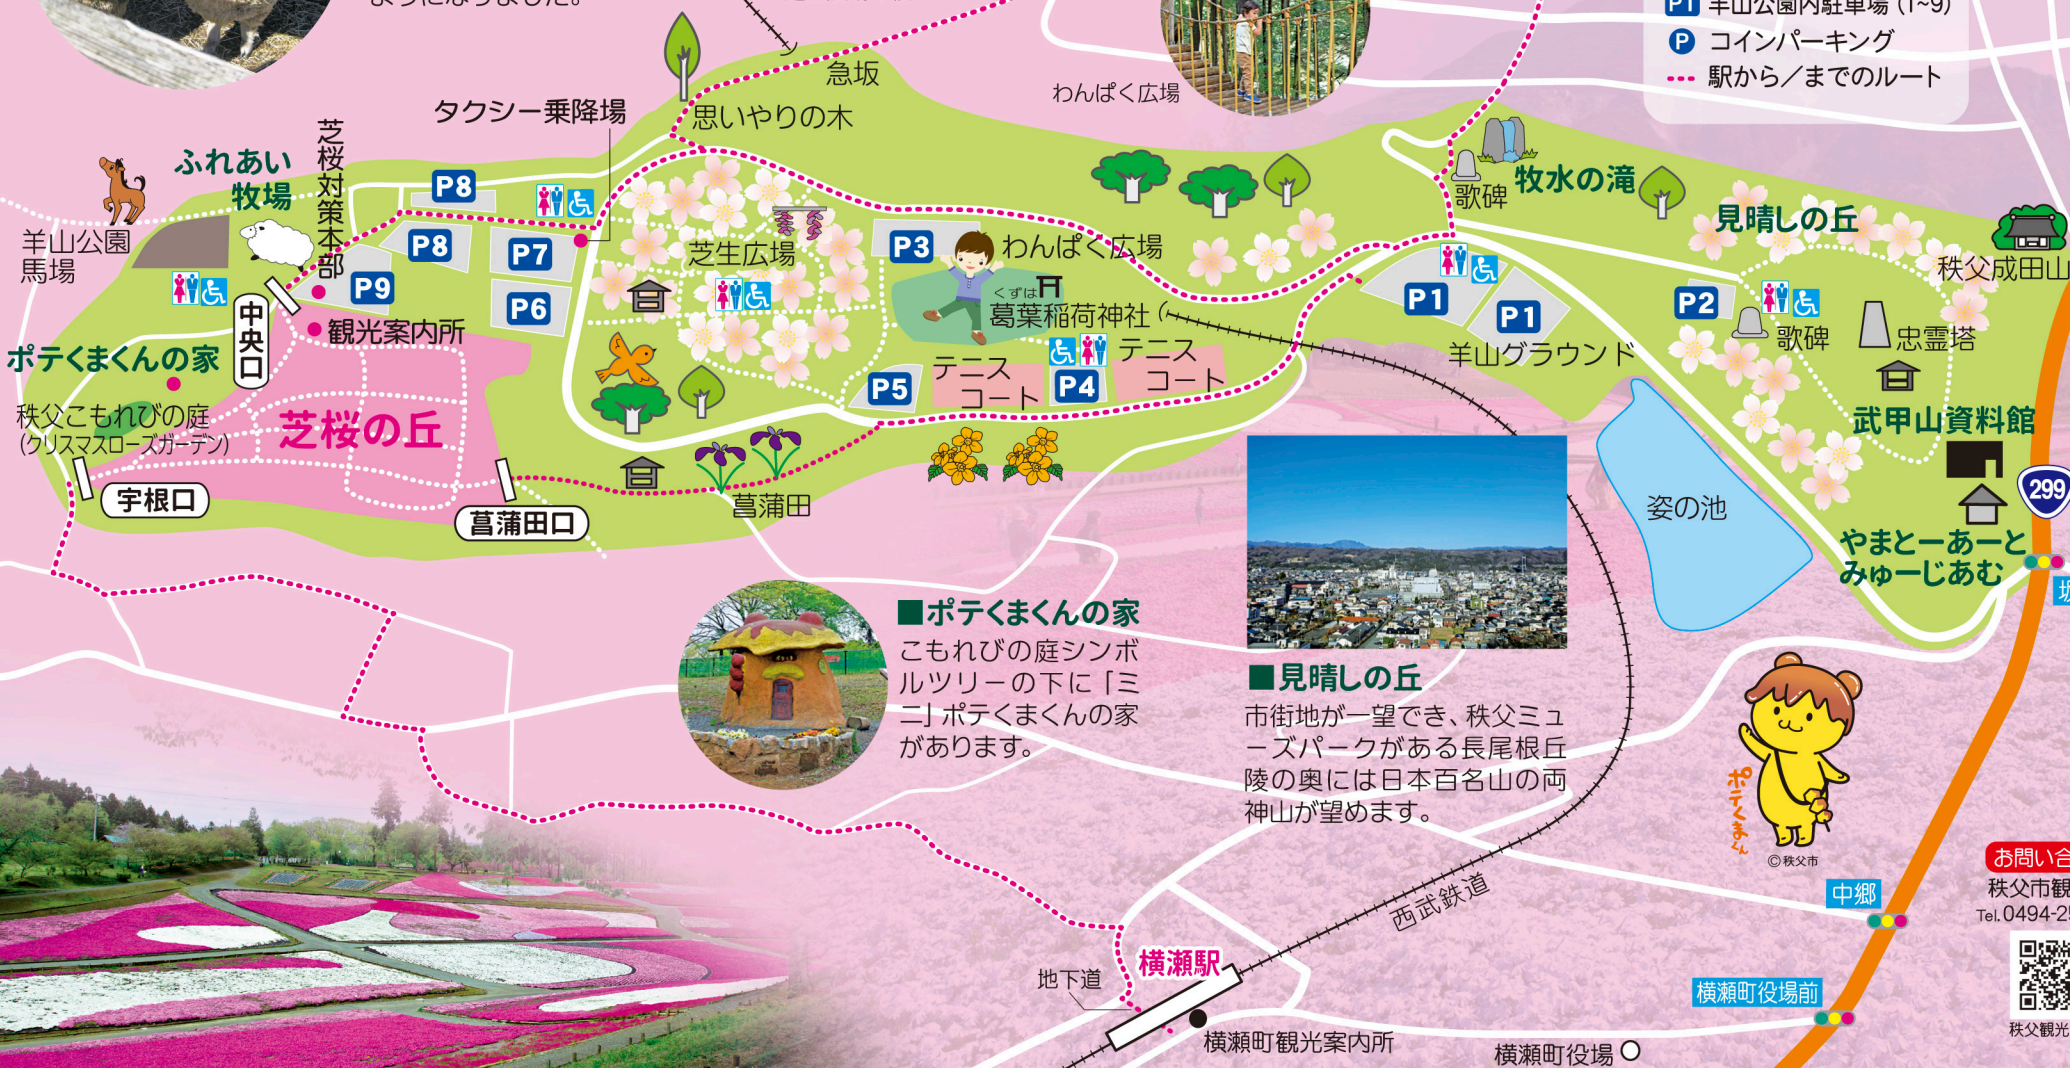 ようになりました。
P1 羊山公園内駐車場（1~9）
P コインパーキング
駅から／までのルート
わんぱく広場
急坂
思いやりの木
タクシー乗降場
芝桜対策本部
ふれあい
牧場
羊山公園
馬場
P8
P8
P7
P6
P9
中央口
観光案内所
ポテくまくんの家
秩父こもれびの庭
（クリスマスローズガーデン）
芝桜の丘
宇根口
菖蒲田口
菖蒲田
芝生広場
P3
わんぱく広場
くずは
葛葉稲荷神社
テニス
コート
P5
P4
テニス
コート
歌碑
牧水の滝
見晴しの丘
秩父成田山
P1
P1
羊山グラウンド
P2
歌碑
忠霊塔
武甲山資料館
299
やまとーあーと
みゅーじあむ
姿の池
■ポテくまくんの家
こもれびの庭シンボ
ルツリーの下に「ミ
ニ」ポテくまくんの家
があります。
■見晴しの丘
市街地が一望でき、秩父ミュ
ーズパークがある長尾根丘
陵の奥には日本百名山の両
神山が望めます。
ポテくまくん
©秩父市
西武鉄道
地下道
横瀬駅
横瀬町観光案内所
横瀬町役場
横瀬町役場前
中郷
お問い合
秩父市観
Tel.0494-2
秩父観光